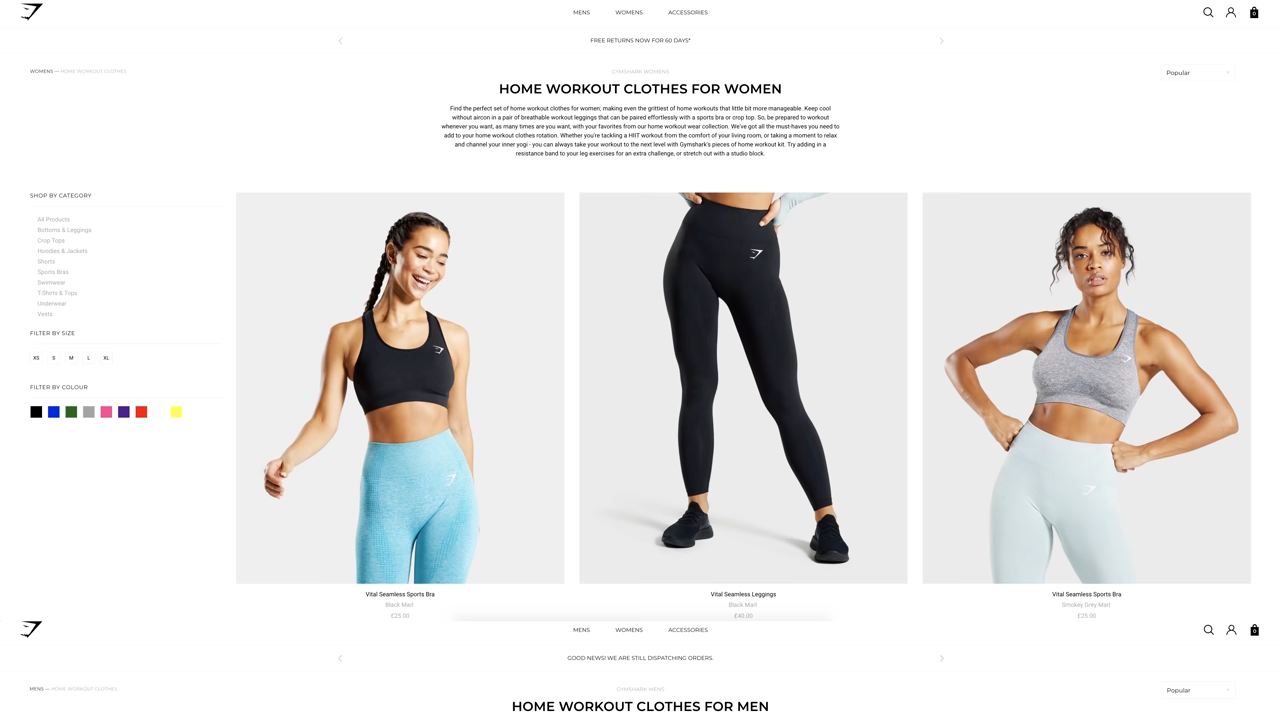 MENS WOMENS ACCESSORIES
0
FREE RETURNS NOW FOR 60 DAYS*
WOMENS — HOME WORKOUT CLOTHES
GYMSHARK WOMENS
Popular
HOME WORKOUT CLOTHES FOR WOMEN
Find the perfect set of home workout clothes for women; making even the grittiest of home workouts that little bit more manageable. Keep cool
without aircon in a pair of breathable workout leggings that can be paired effortlessly with a sports bra or crop top. So, be prepared to workout
whenever you want, as many times are you want, with your favorites from our home workout wear collection. We've got all the must-haves you need to
add to your home workout clothes rotation. Whether you're tackling a HIIT workout from the comfort of your living room, or taking a moment to relax
and channel your inner yogi - you can always take your workout to the next level with Gymshark's pieces of home workout kit. Try adding in a
resistance band to your leg exercises for an extra challenge, or stretch out with a studio block.
SHOP BY CATEGORY
All Products
Bottoms & Leggings
Crop Tops
Hoodies & Jackets
Shorts
Sports Bras
Swimwear
T-Shirts & Tops
Underwear
Vests
FILTER BY SIZE
XS S M L XL
FILTER BY COLOUR
Vital Seamless Sports Bra
Black Marl
£25.00
Vital Seamless Leggings
Black Marl
£40.00
Vital Seamless Sports Bra
Smokey Grey Marl
£25.00
MENS WOMENS ACCESSORIES
0
GOOD NEWS! WE ARE STILL DISPATCHING ORDERS.
MENS — HOME WORKOUT CLOTHES
GYMSHARK MENS
Popular
HOME WORKOUT CLOTHES FOR MEN